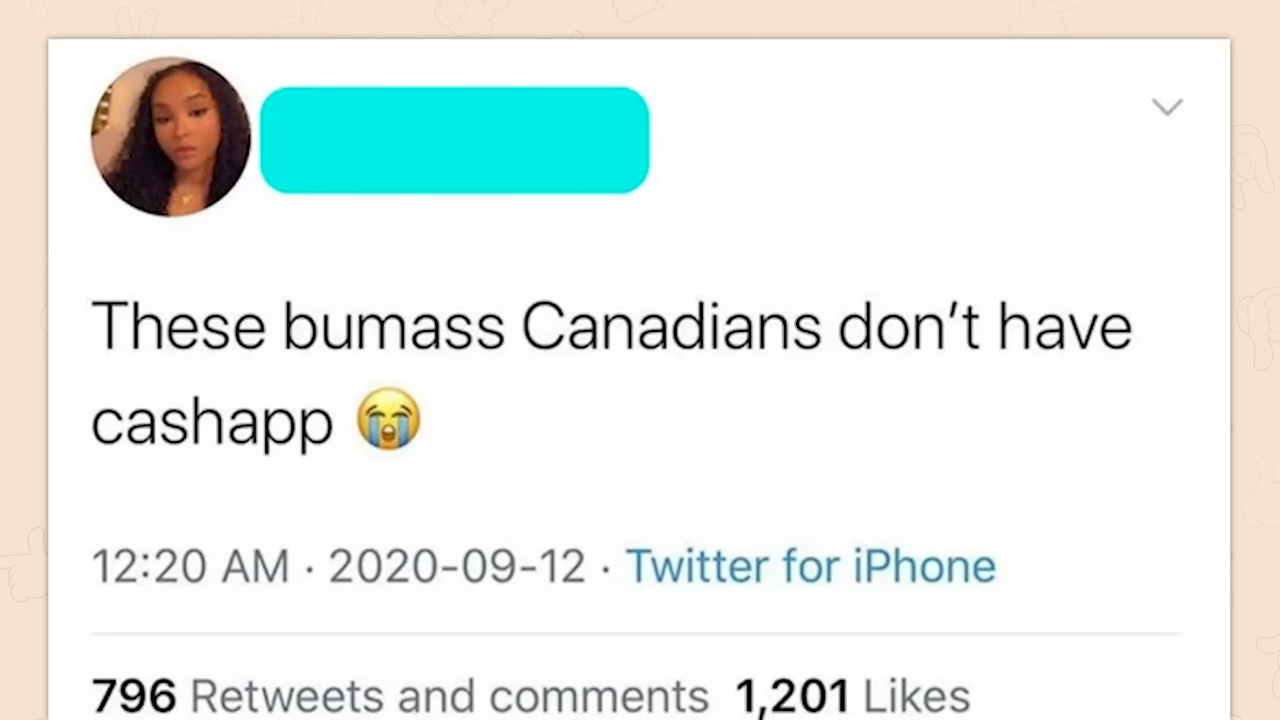 These bumass Canadians don’t have
cashapp 😭
12:20 AM · 2020-09-12 · Twitter for iPhone
796 Retweets and comments 1,201 Likes